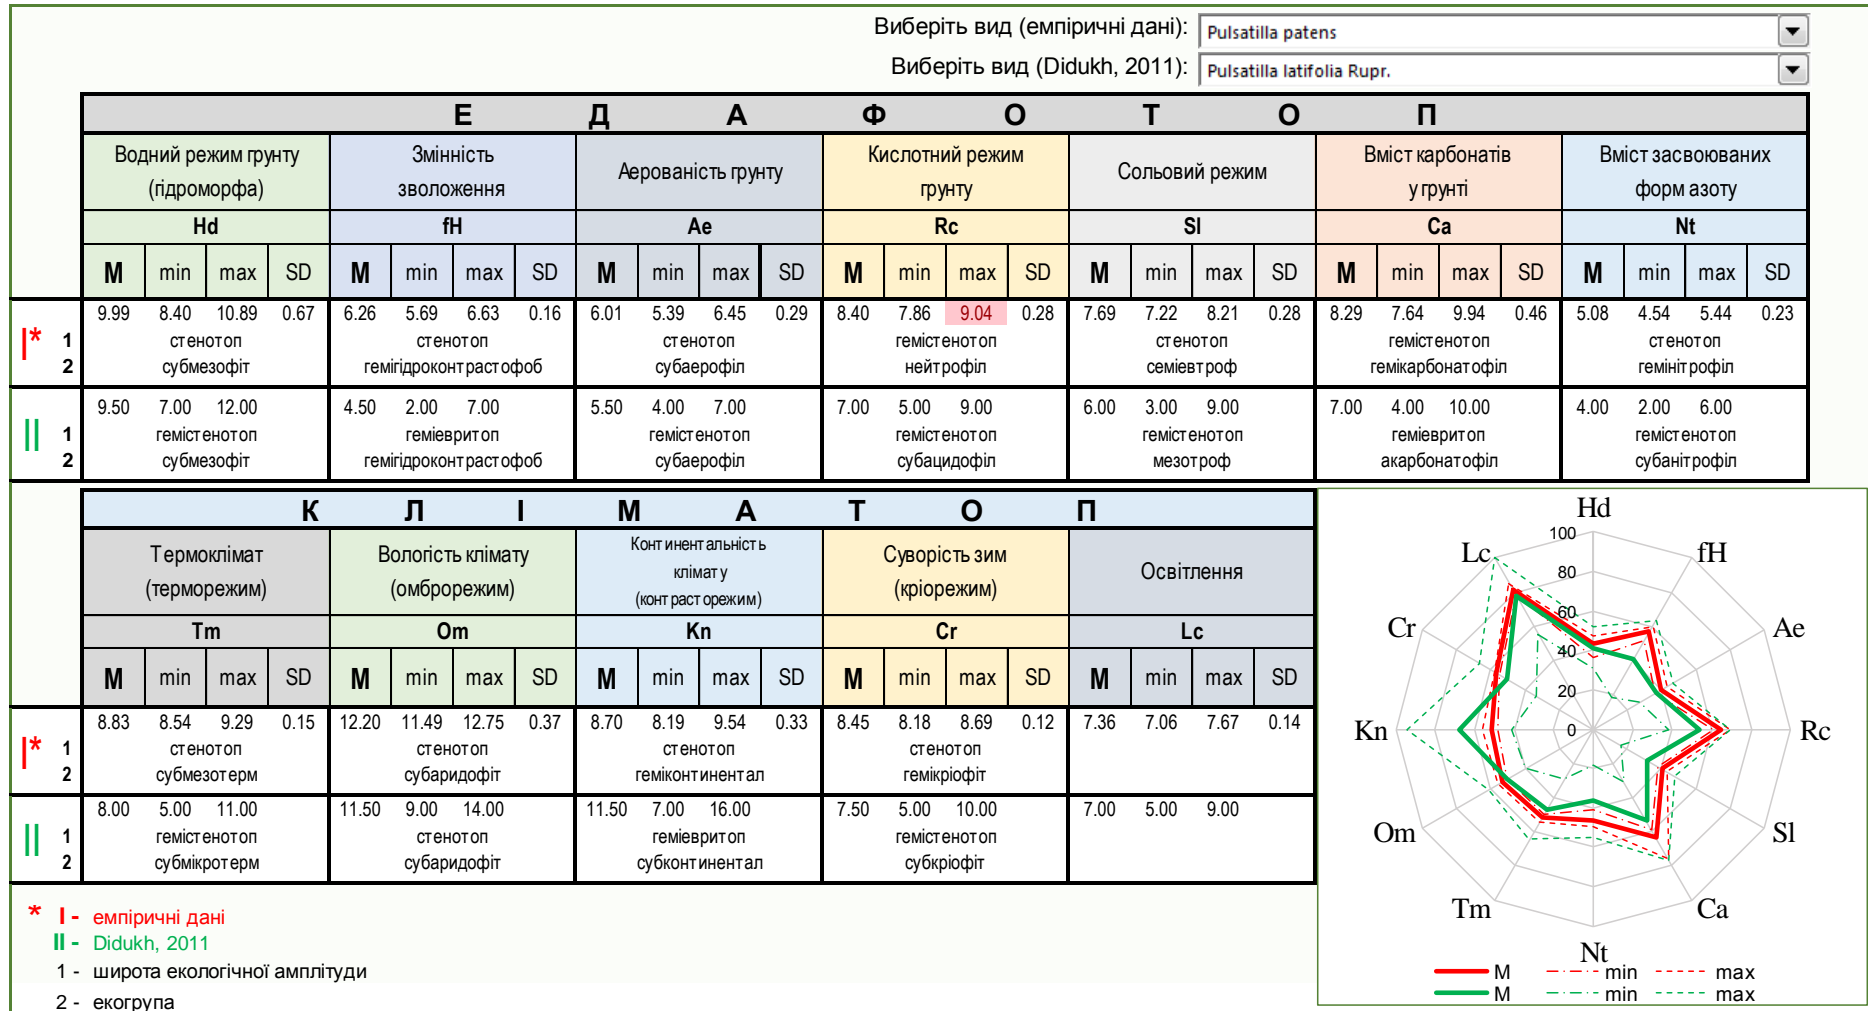 Виберіть вид (емпіричні дані): Pulsatilla patens
Виберіть вид (Didukh, 2011): Pulsatilla latifolia Rupr.
Е Д А Ф О Т О П
Водний режим грунту (гідроморфа) Змінність зволоження Аерованість грунту Кислотний режим грунту Сольовий режим Вміст карбонатів у грунті Вміст засвоюваних форм азоту
Hd fH Ae Rc Sl Ca Nt
M min max SD M min max SD M min max SD M min max SD M min max SD M min max SD M min max SD
I* 9.99 8.40 10.89 0.67 6.26 5.69 6.63 0.16 6.01 5.39 6.45 0.29 8.40 7.86 9.04 0.28 7.69 7.22 8.21 0.28 8.29 7.64 9.94 0.46 5.08 4.54 5.44 0.23
1 стенотоп стенотоп стенотоп гемістенотоп стенотоп гемістенотоп стенотоп
2 субмезофіт гемігідроконтрастофоб субаерофіл нейтрофіл семіевтроф гемікарбонатофіл гемінітрофіл
II 9.50 7.00 12.00 4.50 2.00 7.00 5.50 4.00 7.00 7.00 5.00 9.00 6.00 3.00 9.00 7.00 4.00 10.00 4.00 2.00 6.00
1 гемістенотоп геміевритоп гемістенотоп гемістенотоп гемістенотоп геміевритоп гемістенотоп
2 субмезофіт гемігідроконтрастофоб субаерофіл субацидофіл мезотроф акарбонатофіл субанітрофіл
К Л І М А Т О П
Термоклімат (терморежим) Вологість клімату (омброрежим) Континентальність клімату (контрасторежим) Суворість зим (кріорежим) Освітлення
Tm Om Kn Cr Lc
M min max SD M min max SD M min max SD M min max SD M min max SD
I* 8.83 8.54 9.29 0.15 12.20 11.49 12.75 0.37 8.70 8.19 9.54 0.33 8.45 8.18 8.69 0.12 7.36 7.06 7.67 0.14
1 стенотоп стенотоп стенотоп стенотоп
2 субмезотерм субаридофіт геміконтинентал гемікріофіт
II 8.00 5.00 11.00 11.50 9.00 14.00 11.50 7.00 16.00 7.50 5.00 10.00 7.00 5.00 9.00
1 гемістенотоп стенотоп геміевритоп гемістенотоп
2 субмікротерм субаридофіт субконтинентал субкріофіт
* I - емпіричні дані
II - Didukh, 2011
1 - широта екологічної амплітуди
2 - екогрупа
Hd
fH
Ae
Rc
Sl
Ca
Nt
Tm
Om
Kn
Cr
Lc
100
80
60
40
20
0
M min max
M min max